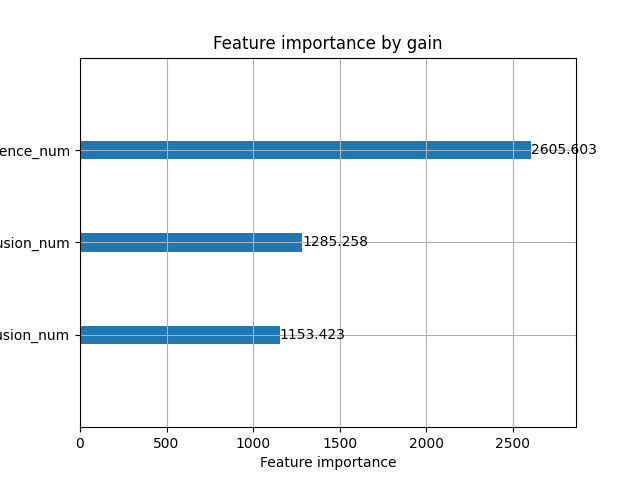 Feature importance by gain
ence_num
2605.603
usion_num
1285.258
usion_num
1153.423
0 500 1000 1500 2000 2500
Feature importance